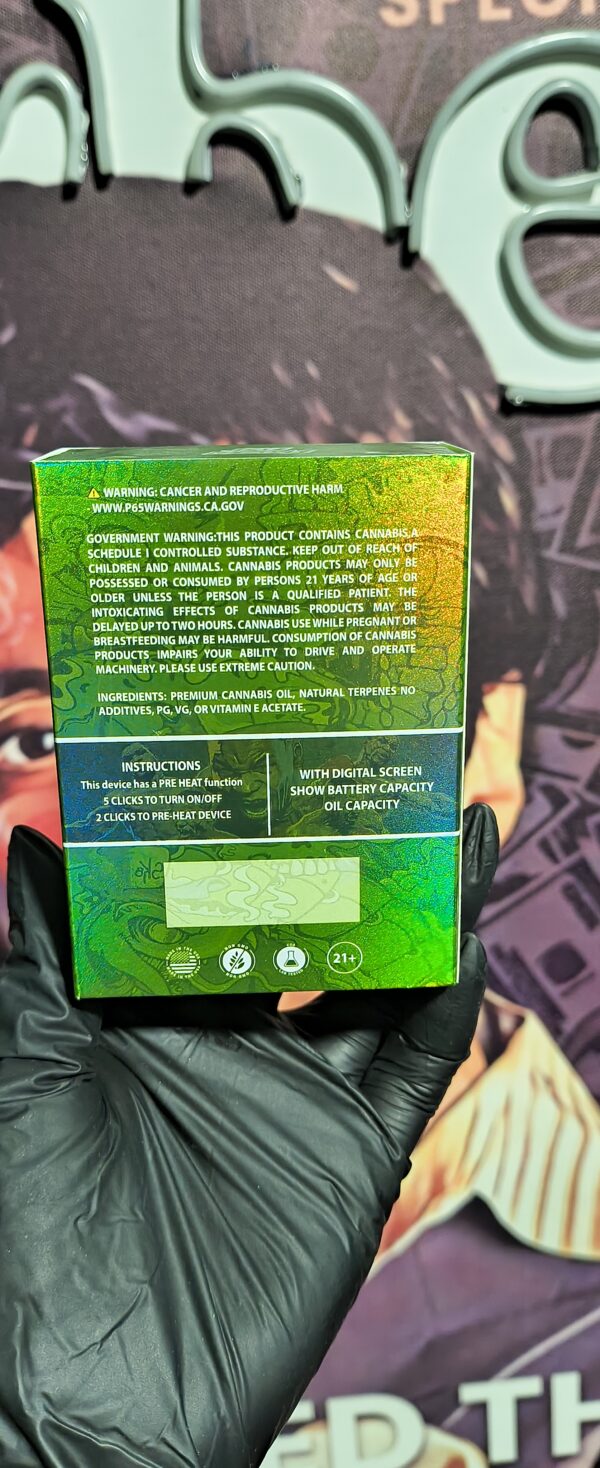 SPECI
he
⚠ WARNING: CANCER AND REPRODUCTIVE HARM
WWW.P65WARNINGS.CA.GOV
GOVERNMENT WARNING:THIS PRODUCT CONTAINS CANNABIS,A
SCHEDULE I CONTROLLED SUBSTANCE. KEEP OUT OF REACH OF
CHILDREN AND ANIMALS. CANNABIS PRODUCTS MAY ONLY BE
POSSESSED OR CONSUMED BY PERSONS 21 YEARS OF AGE OR
OLDER UNLESS THE PERSON IS A QUALIFIED PATIENT. THE
INTOXICATING EFFECTS OF CANNABIS PRODUCTS MAY BE
DELAYED UP TO TWO HOURS. CANNABIS USE WHILE PREGNANT OR
BREASTFEEDING MAY BE HARMFUL. CONSUMPTION OF CANNABIS
PRODUCTS IMPAIRS YOUR ABILITY TO DRIVE AND OPERATE
MACHINERY. PLEASE USE EXTREME CAUTION.
INGREDIENTS: PREMIUM CANNABIS OIL, NATURAL TERPENES NO
ADDITIVES, PG, VG, OR VITAMIN E ACETATE.
INSTRUCTIONS
This device has a PRE HEAT function
5 CLICKS TO TURN ON/OFF
2 CLICKS TO PRE-HEAT DEVICE
WITH DIGITAL SCREEN
SHOW BATTERY CAPACITY
OIL CAPACITY
21+
ED TH